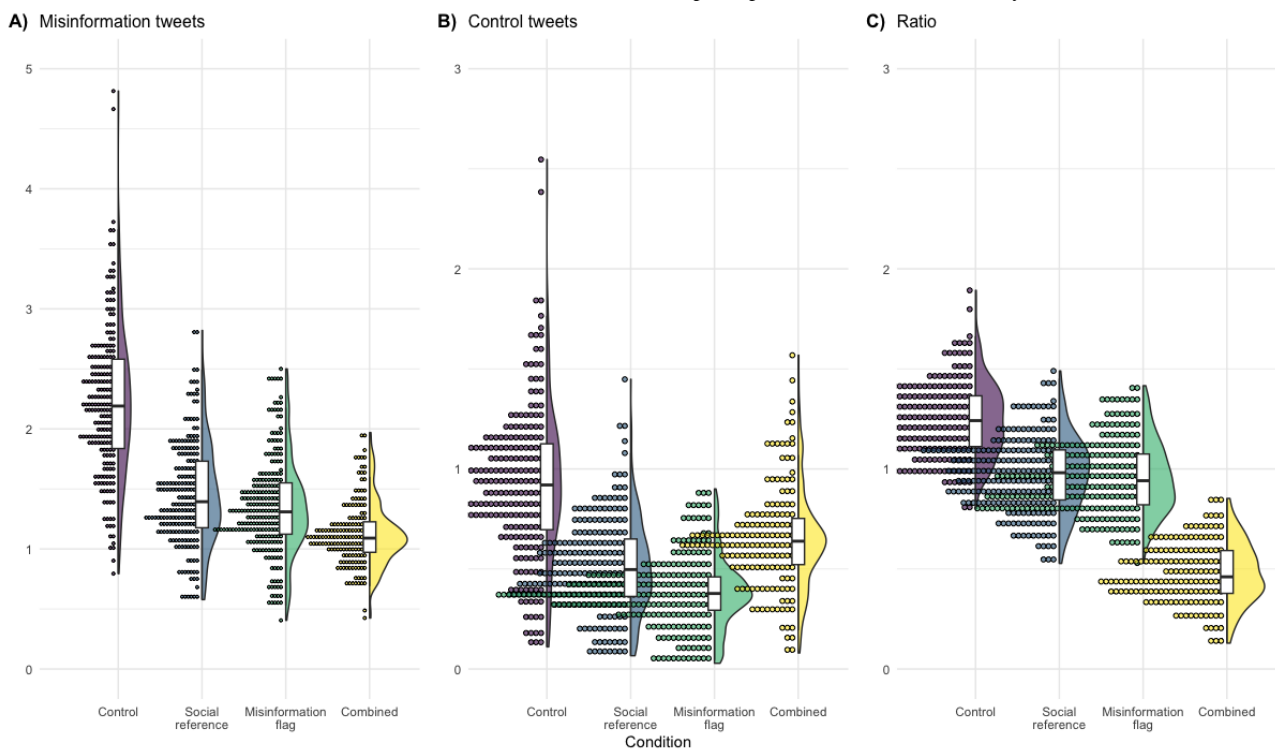 A) Misinformation tweets
B) Control tweets
C) Ratio
5
4
3
2
1
0
Control
Social
reference
Misinformation
flag
Combined
3
2
1
0
Control
Social
reference
Misinformation
flag
Combined
3
2
1
0
Control
Social
reference
Misinformation
flag
Combined
Condition